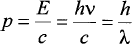 p = E/c = hν/c = h/λ